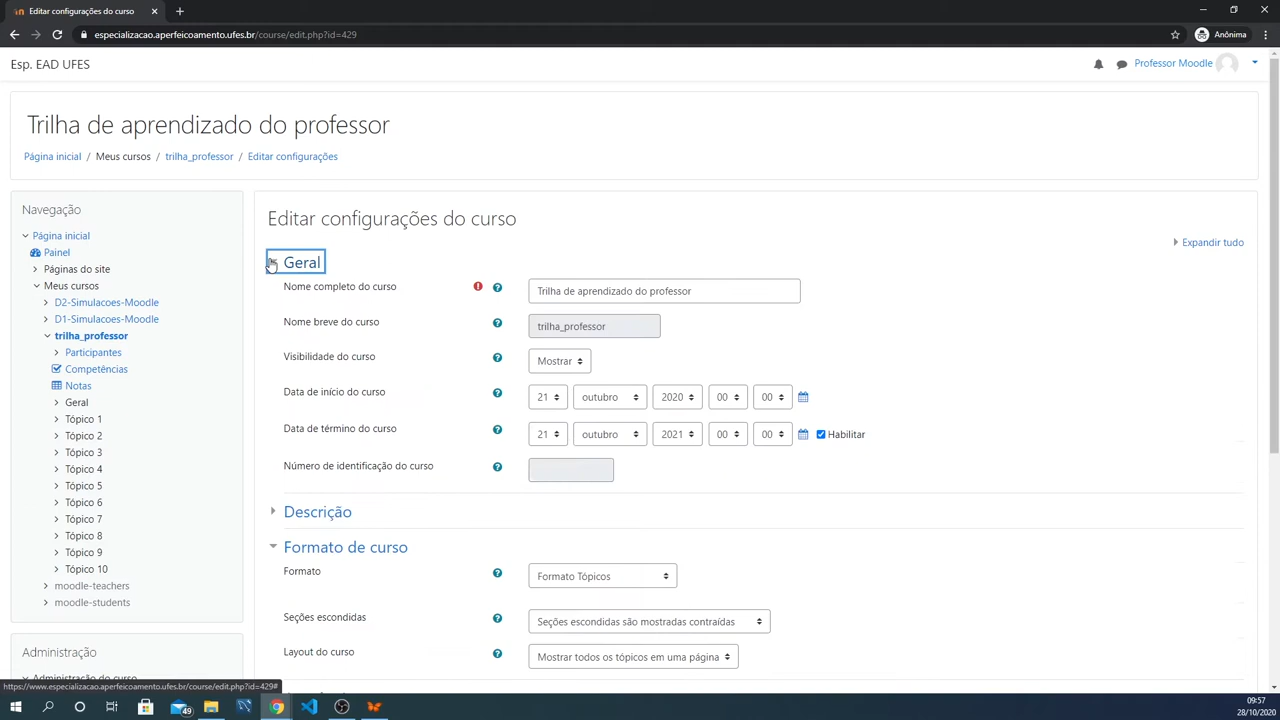 Editar configurações do curso
especializacao.aperfeicoamento.ufes.br/course/edit.php?id=429
Anônima
Esp. EAD UFES
Professor Moodle
Trilha de aprendizado do professor
Página inicial / Meus cursos / trilha_professor / Editar configurações
Navegação
Página inicial
Painel
Páginas do site
Meus cursos
D2-Simulacoes-Moodle
D1-Simulacoes-Moodle
trilha_professor
Participantes
Competências
Notas
Geral
Tópico 1
Tópico 2
Tópico 3
Tópico 4
Tópico 5
Tópico 6
Tópico 7
Tópico 8
Tópico 9
Tópico 10
moodle-teachers
moodle-students
Administração
Administração do curso
Editar configurações do curso
Expandir tudo
Geral
Nome completo do curso Trilha de aprendizado do professor
Nome breve do curso trilha_professor
Visibilidade do curso Mostrar
Data de início do curso 21 outubro 2020 00 00
Data de término do curso 21 outubro 2021 00 00 Habilitar
Número de identificação do curso
Descrição
Formato de curso
Formato Formato Tópicos
Seções escondidas Seções escondidas são mostradas contraídas
Layout do curso Mostrar todos os tópicos em uma página
https://www.especializacao.aperfeicoamento.ufes.br/course/edit.php?id=429#
49
09:57
28/10/2020